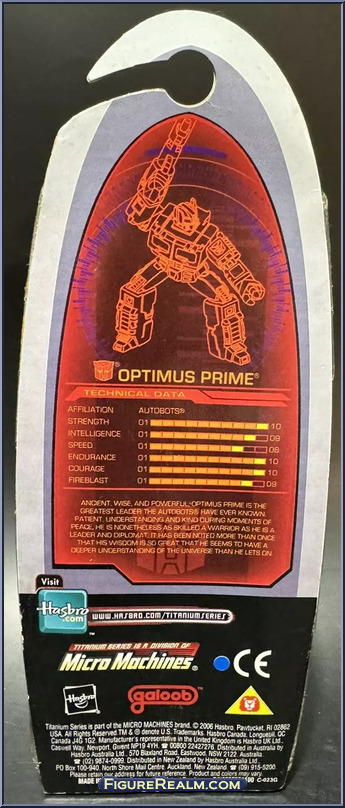 OPTIMUS PRIME®
TECHNICAL DATA
AFFILIATION AUTOBOTS®
STRENGTH 01 10
INTELLIGENCE 01 09
SPEED 01 08
ENDURANCE 01 10
COURAGE 01 10
FIREBLAST 01 09
ANCIENT, WISE, AND POWERFUL, OPTIMUS PRIME IS THE
GREATEST LEADER THE AUTOBOTS HAVE EVER KNOWN.
PATIENT, UNDERSTANDING AND KIND DURING MOMENTS OF
PEACE, HE IS NONETHELESS AS SKILLED A WARRIOR AS HE IS A
LEADER AND DIPLOMAT. IT HAS BEEN NOTED MORE THAN ONCE
THAT HIS WISDOM IS SO GREAT THAT HE SEEMS TO HAVE A
DEEPER UNDERSTANDING OF THE UNIVERSE THAN HE LETS ON.
Visit
Hasbro
.com
WWW.HASBRO.COM/TITANIUMSERIES
TITANIUM SERIES IS A DIVISION OF
Micro Machines®
CE
Hasbro
galoob
Titanium Series is part of the MICRO MACHINES brand. © 2006 Hasbro. Pawtucket, RI 02862
USA. All Rights Reserved TM & ® denote U.S. Trademarks. Hasbro Canada, Longueuil, QC
Canada J4G 1G2. Manufacturer's representative in the United Kingdom is Hasbro UK Ltd.,
Caswell Way, Newport, Gwent NP19 4YH. ☎ 00800 22427276. Distributed in Australia by
Hasbro Australia Ltd., 570 Blaxland Road, Eastwood, NSW 2122. Australia.
☎ (02) 9874-0999. Distributed in New Zealand by Hasbro Australia Ltd
PO Box 100-940, North Shore Mail Centre, Auckland, New Zealand. ☎ (09) 915-5200.
Please retain our address for future reference. Product and colors may vary.
MADE IN C-023G
FIGUREREALM.COM